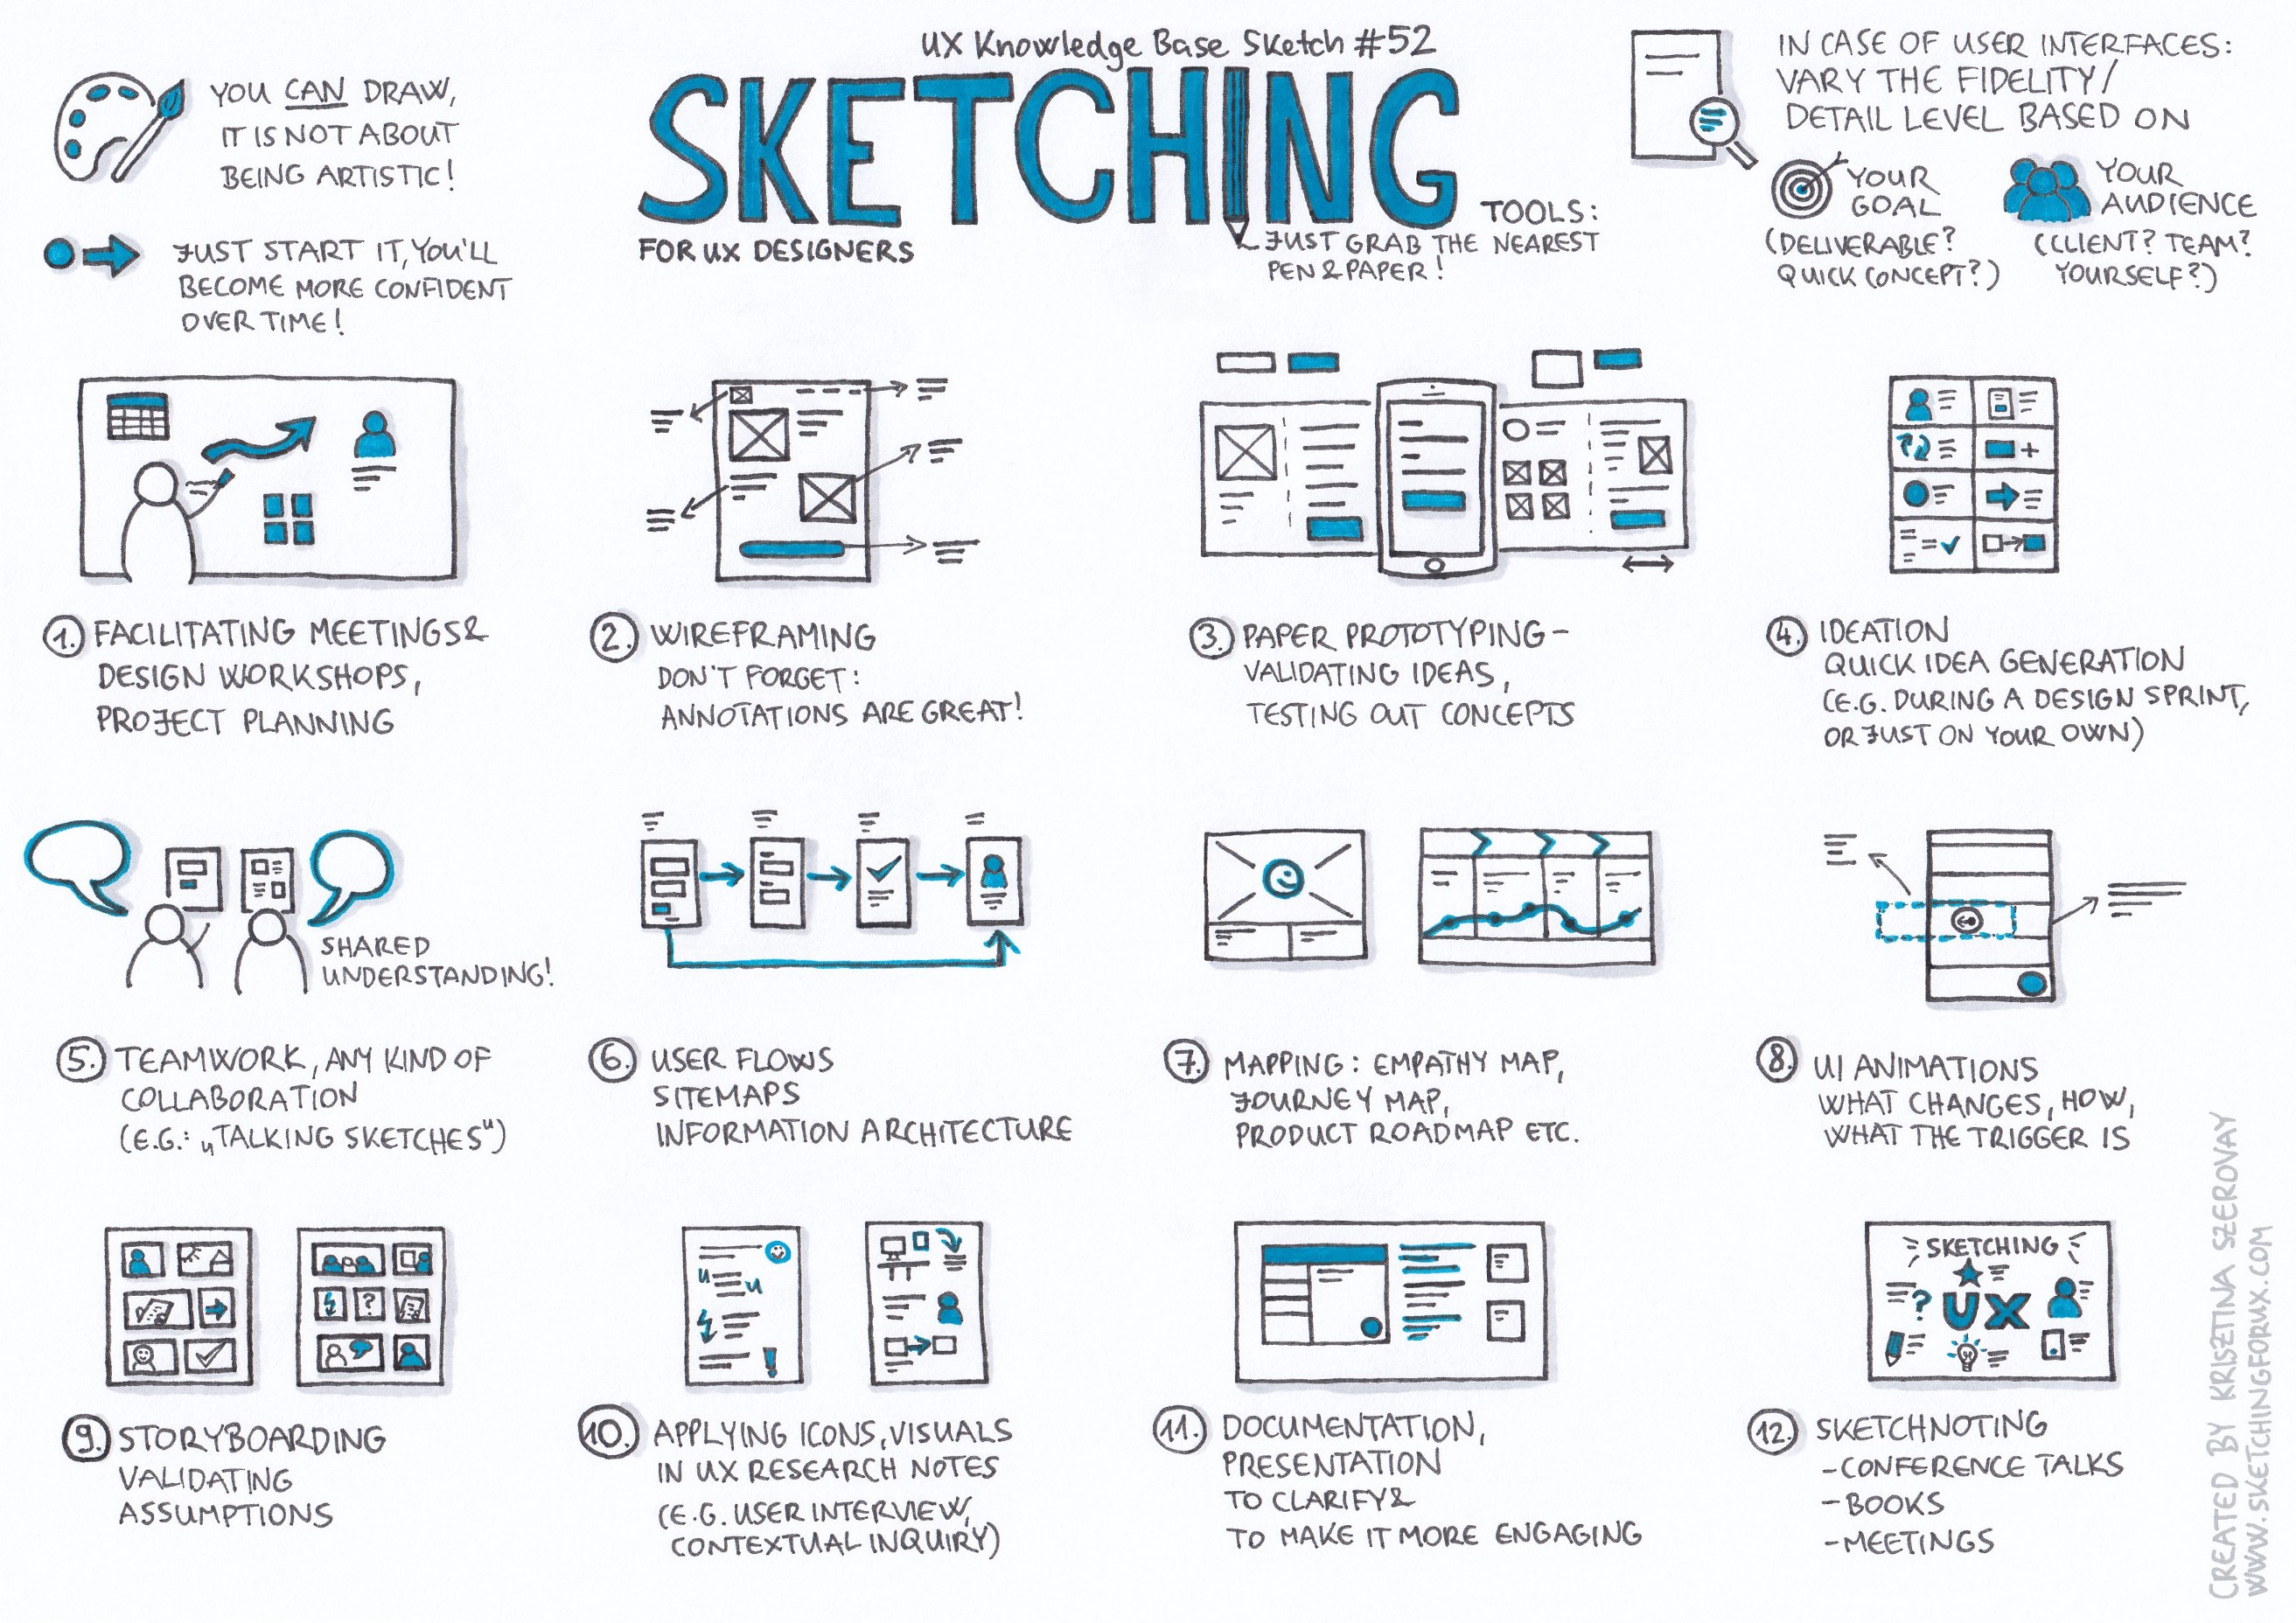 UX Knowledge Base Sketch #52
SKETCHING
FOR UX DESIGNERS
TOOLS:
JUST GRAB THE NEAREST
PEN & PAPER!
YOU CAN DRAW,
IT IS NOT ABOUT
BEING ARTISTIC!
JUST START IT, YOU'LL
BECOME MORE CONFIDENT
OVER TIME!
IN CASE OF USER INTERFACES:
VARY THE FIDELITY/
DETAIL LEVEL BASED ON
YOUR
GOAL
(DELIVERABLE?
QUICK CONCEPT?)
YOUR
AUDIENCE
(CLIENT? TEAM?
YOURSELF?)
1. FACILITATING MEETINGS &
DESIGN WORKSHOPS,
PROJECT PLANNING
2. WIREFRAMING
DON'T FORGET:
ANNOTATIONS ARE GREAT!
3. PAPER PROTOTYPING –
VALIDATING IDEAS,
TESTING OUT CONCEPTS
4. IDEATION
QUICK IDEA GENERATION
(E.G. DURING A DESIGN SPRINT,
OR JUST ON YOUR OWN)
SHARED
UNDERSTANDING!
5. TEAMWORK, ANY KIND OF
COLLABORATION
(E.G.: „TALKING SKETCHES")
6. USER FLOWS
SITEMAPS
INFORMATION ARCHITECTURE
7. MAPPING: EMPATHY MAP,
JOURNEY MAP,
PRODUCT ROADMAP ETC.
8. UI ANIMATIONS
WHAT CHANGES, HOW,
WHAT THE TRIGGER IS
9. STORYBOARDING
VALIDATING
ASSUMPTIONS
10. APPLYING ICONS, VISUALS
IN UX RESEARCH NOTES
(E.G. USER INTERVIEW,
CONTEXTUAL INQUIRY)
11. DOCUMENTATION,
PRESENTATION
TO CLARIFY &
TO MAKE IT MORE ENGAGING
SKETCHING
?
UX
12. SKETCHNOTING
- CONFERENCE TALKS
- BOOKS
- MEETINGS
CREATED BY KRISZTINA SZEROVAY
WWW.SKETCHINGFORUX.COM